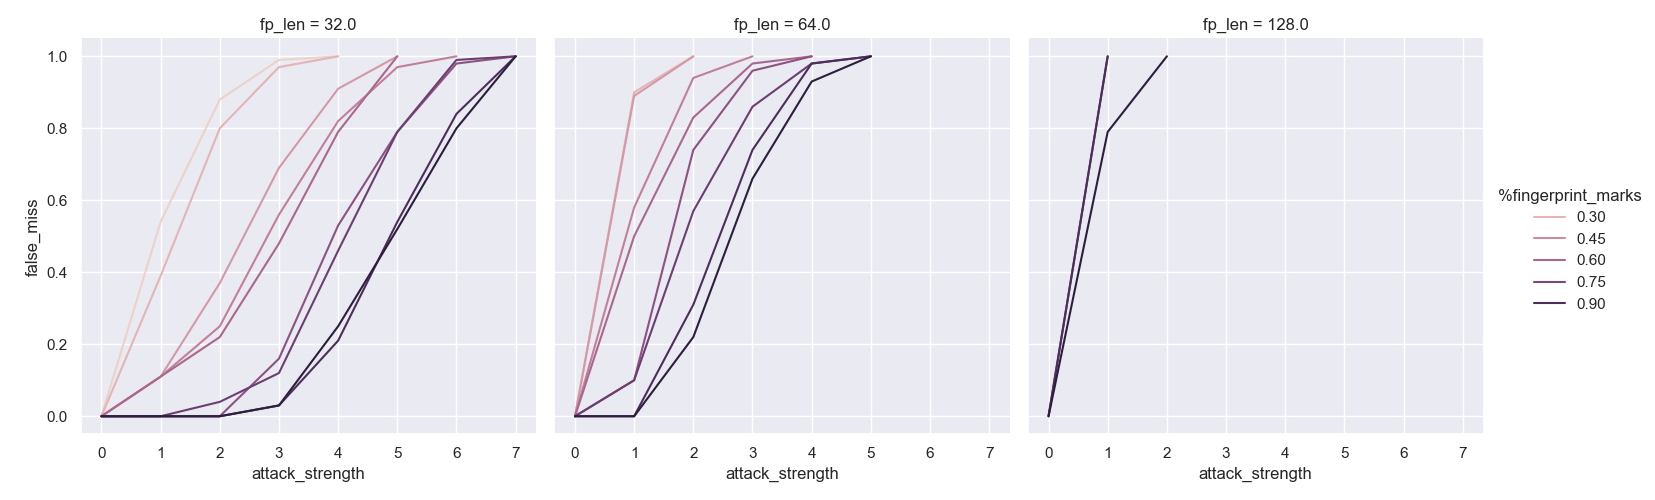 fp_len = 32.0
fp_len = 64.0
fp_len = 128.0
1.0
0.8
0.6
0.4
0.2
0.0
false_miss
0 1 2 3 4 5 6 7
attack_strength
0 1 2 3 4 5 6 7
attack_strength
0 1 2 3 4 5 6 7
attack_strength
%fingerprint_marks
0.30
0.45
0.60
0.75
0.90